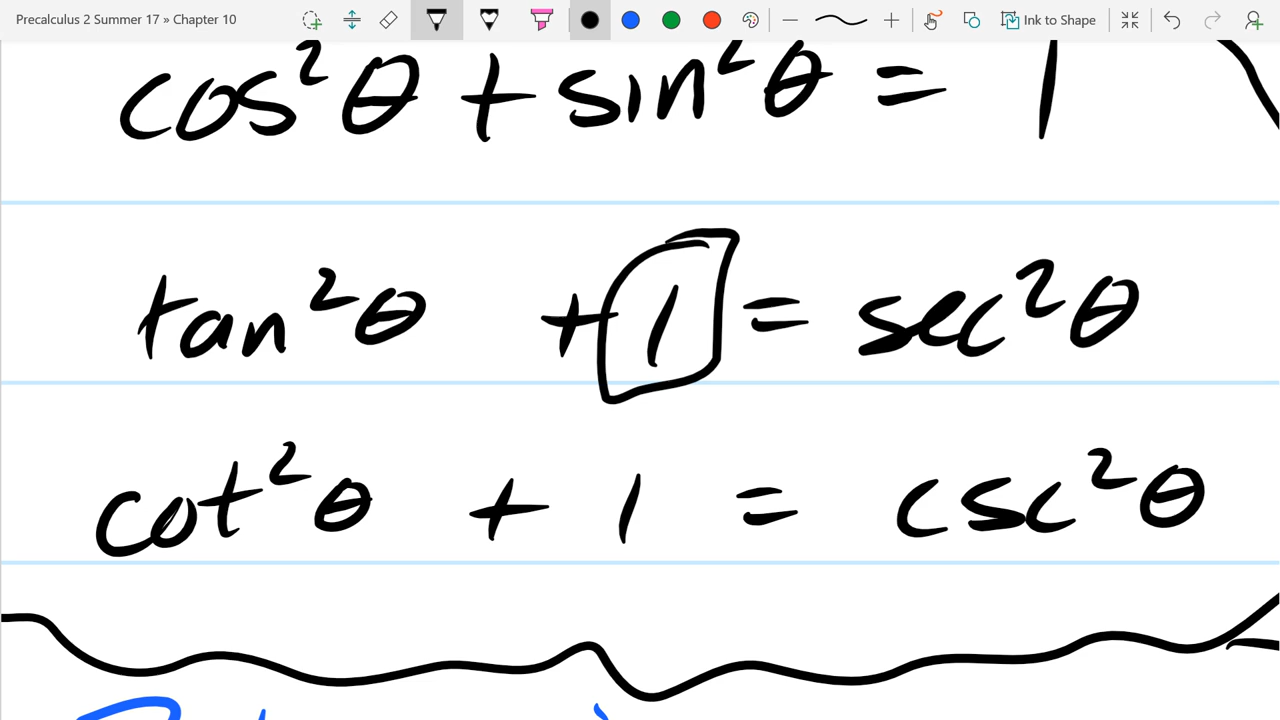 Precalculus 2 Summer 17 » Chapter 10
Ink to Shape
cos²θ + sin²θ = 1
tan²θ + 1 = sec²θ
cot²θ + 1 = csc²θ